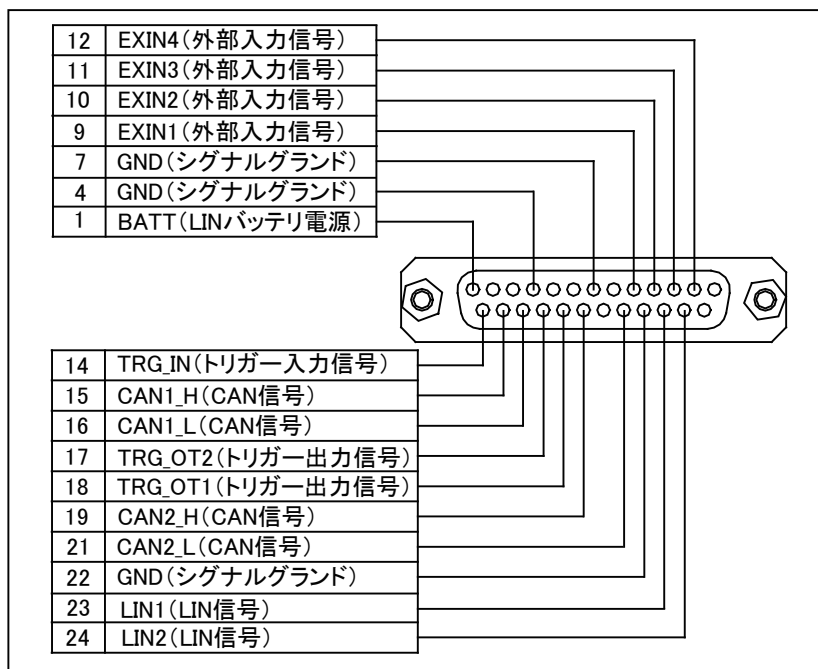 12 EXIN4(外部入力信号)
11 EXIN3(外部入力信号)
10 EXIN2(外部入力信号)
9 EXIN1(外部入力信号)
7 GND(シグナルグランド)
4 GND(シグナルグランド)
1 BATT(LINバッテリ電源)
14 TRG_IN(トリガー入力信号)
15 CAN1_H(CAN信号)
16 CAN1_L(CAN信号)
17 TRG_OT2(トリガー出力信号)
18 TRG_OT1(トリガー出力信号)
19 CAN2_H(CAN信号)
21 CAN2_L(CAN信号)
22 GND(シグナルグランド)
23 LIN1(LIN信号)
24 LIN2(LIN信号)